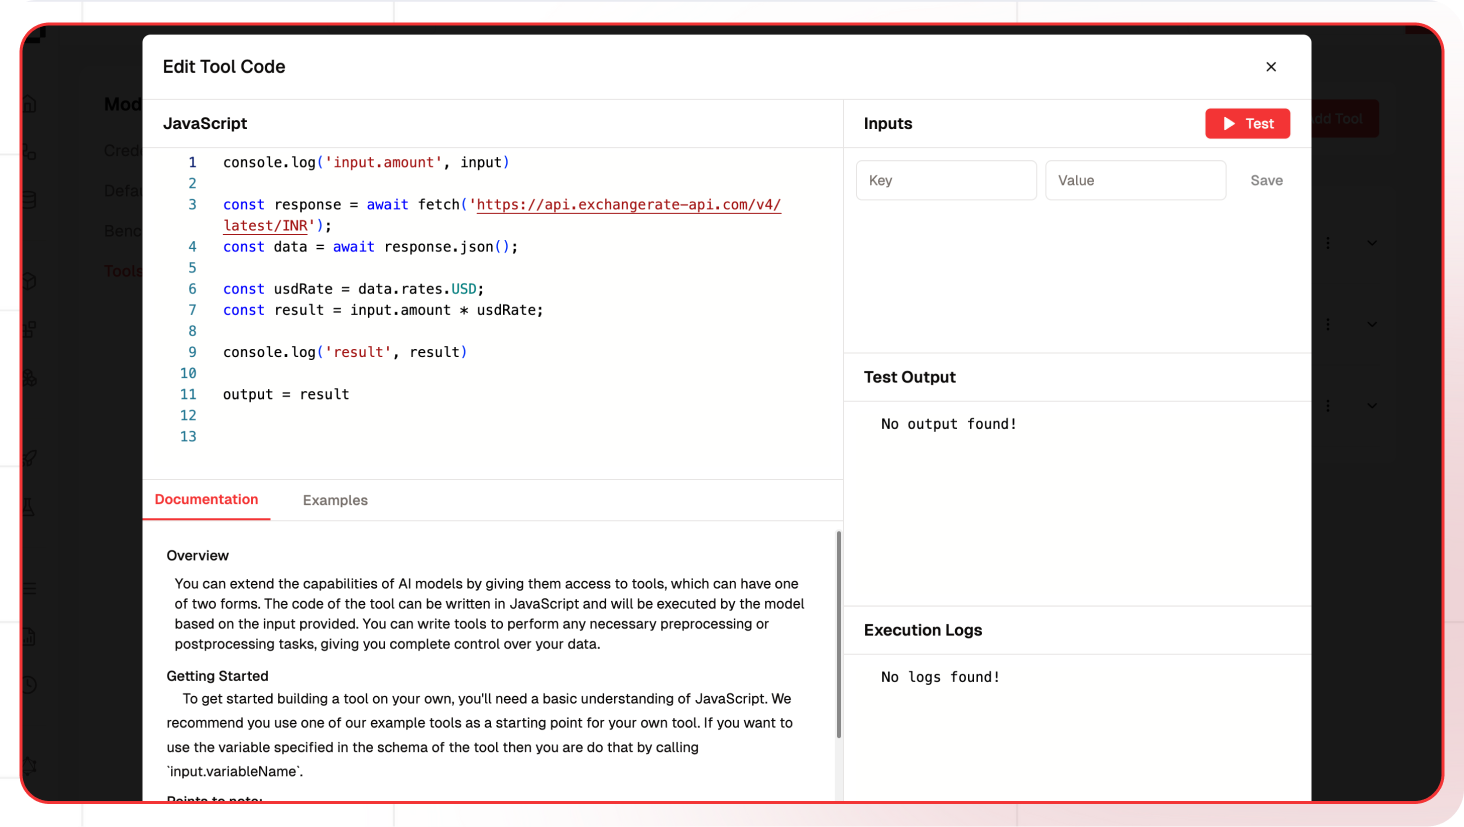 Edit Tool Code
JavaScript
1 console.log('input.amount', input)
2
3 const response = await fetch('https://api.exchangerate-api.com/v4/
latest/INR');
4 const data = await response.json();
5
6 const usdRate = data.rates.USD;
7 const result = input.amount * usdRate;
8
9 console.log('result', result)
10
11 output = result
12
13
Documentation Examples
Overview
You can extend the capabilities of AI models by giving them access to tools, which can have one
of two forms. The code of the tool can be written in JavaScript and will be executed by the model
based on the input provided. You can write tools to perform any necessary preprocessing or
postprocessing tasks, giving you complete control over your data.
Getting Started
To get started building a tool on your own, you'll need a basic understanding of JavaScript. We
recommend you use one of our example tools as a starting point for your own tool. If you want to
use the variable specified in the schema of the tool then you are do that by calling
`input.variableName`.
Points to note:
Inputs
Test
Key Value Save
Test Output
No output found!
Execution Logs
No logs found!
Mod
Cred
Defa
Benc
Tools
dd Tool